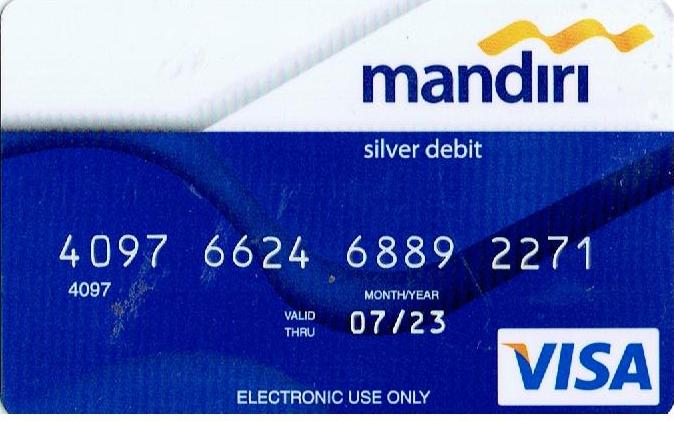 mandiri
silver debit
4097 6624 6889 2271
4097
MONTH/YEAR
VALID THRU 07/23
VISA
ELECTRONIC USE ONLY